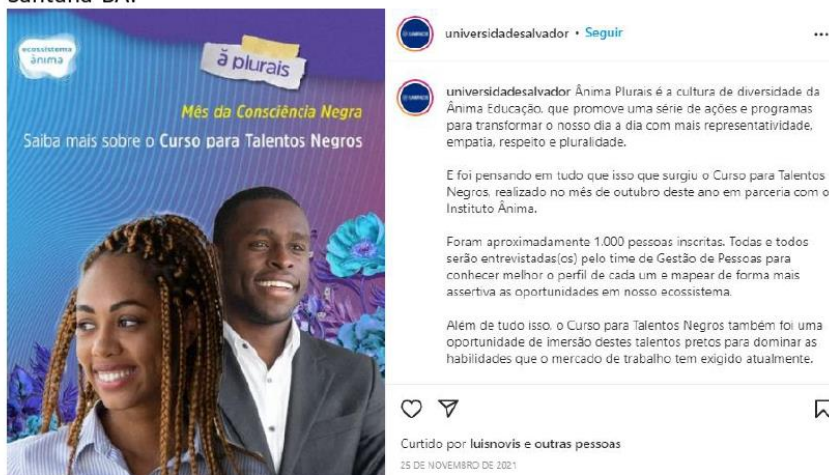 Santana-BA.
ecossistema
ânima
ă plurais
Mês da Consciência Negra
Saiba mais sobre o Curso para Talentos Negros
universidadesalvador • Seguir
universidadesalvador Ânima Plurais é a cultura de diversidade da
Ânima Educação, que promove uma série de ações e programas
para transformar o nosso dia a dia com mais representatividade,
empatia, respeito e pluralidade.
E foi pensando em tudo que isso que surgiu o Curso para Talentos
Negros, realizado no mês de outubro deste ano em parceria com o
Instituto Ânima.
Foram aproximadamente 1.000 pessoas inscritas. Todas e todos
serão entrevistadas(os) pelo time de Gestão de Pessoas para
conhecer melhor o perfil de cada um e mapear de forma mais
assertiva as oportunidades em nosso ecossistema.
Além de tudo isso, o Curso para Talentos Negros também foi uma
oportunidade de imersão destes talentos pretos para dominar as
habilidades que o mercado de trabalho tem exigido atualmente.
Curtido por luisnovis e outras pessoas
25 DE NOVEMBRO DE 2021